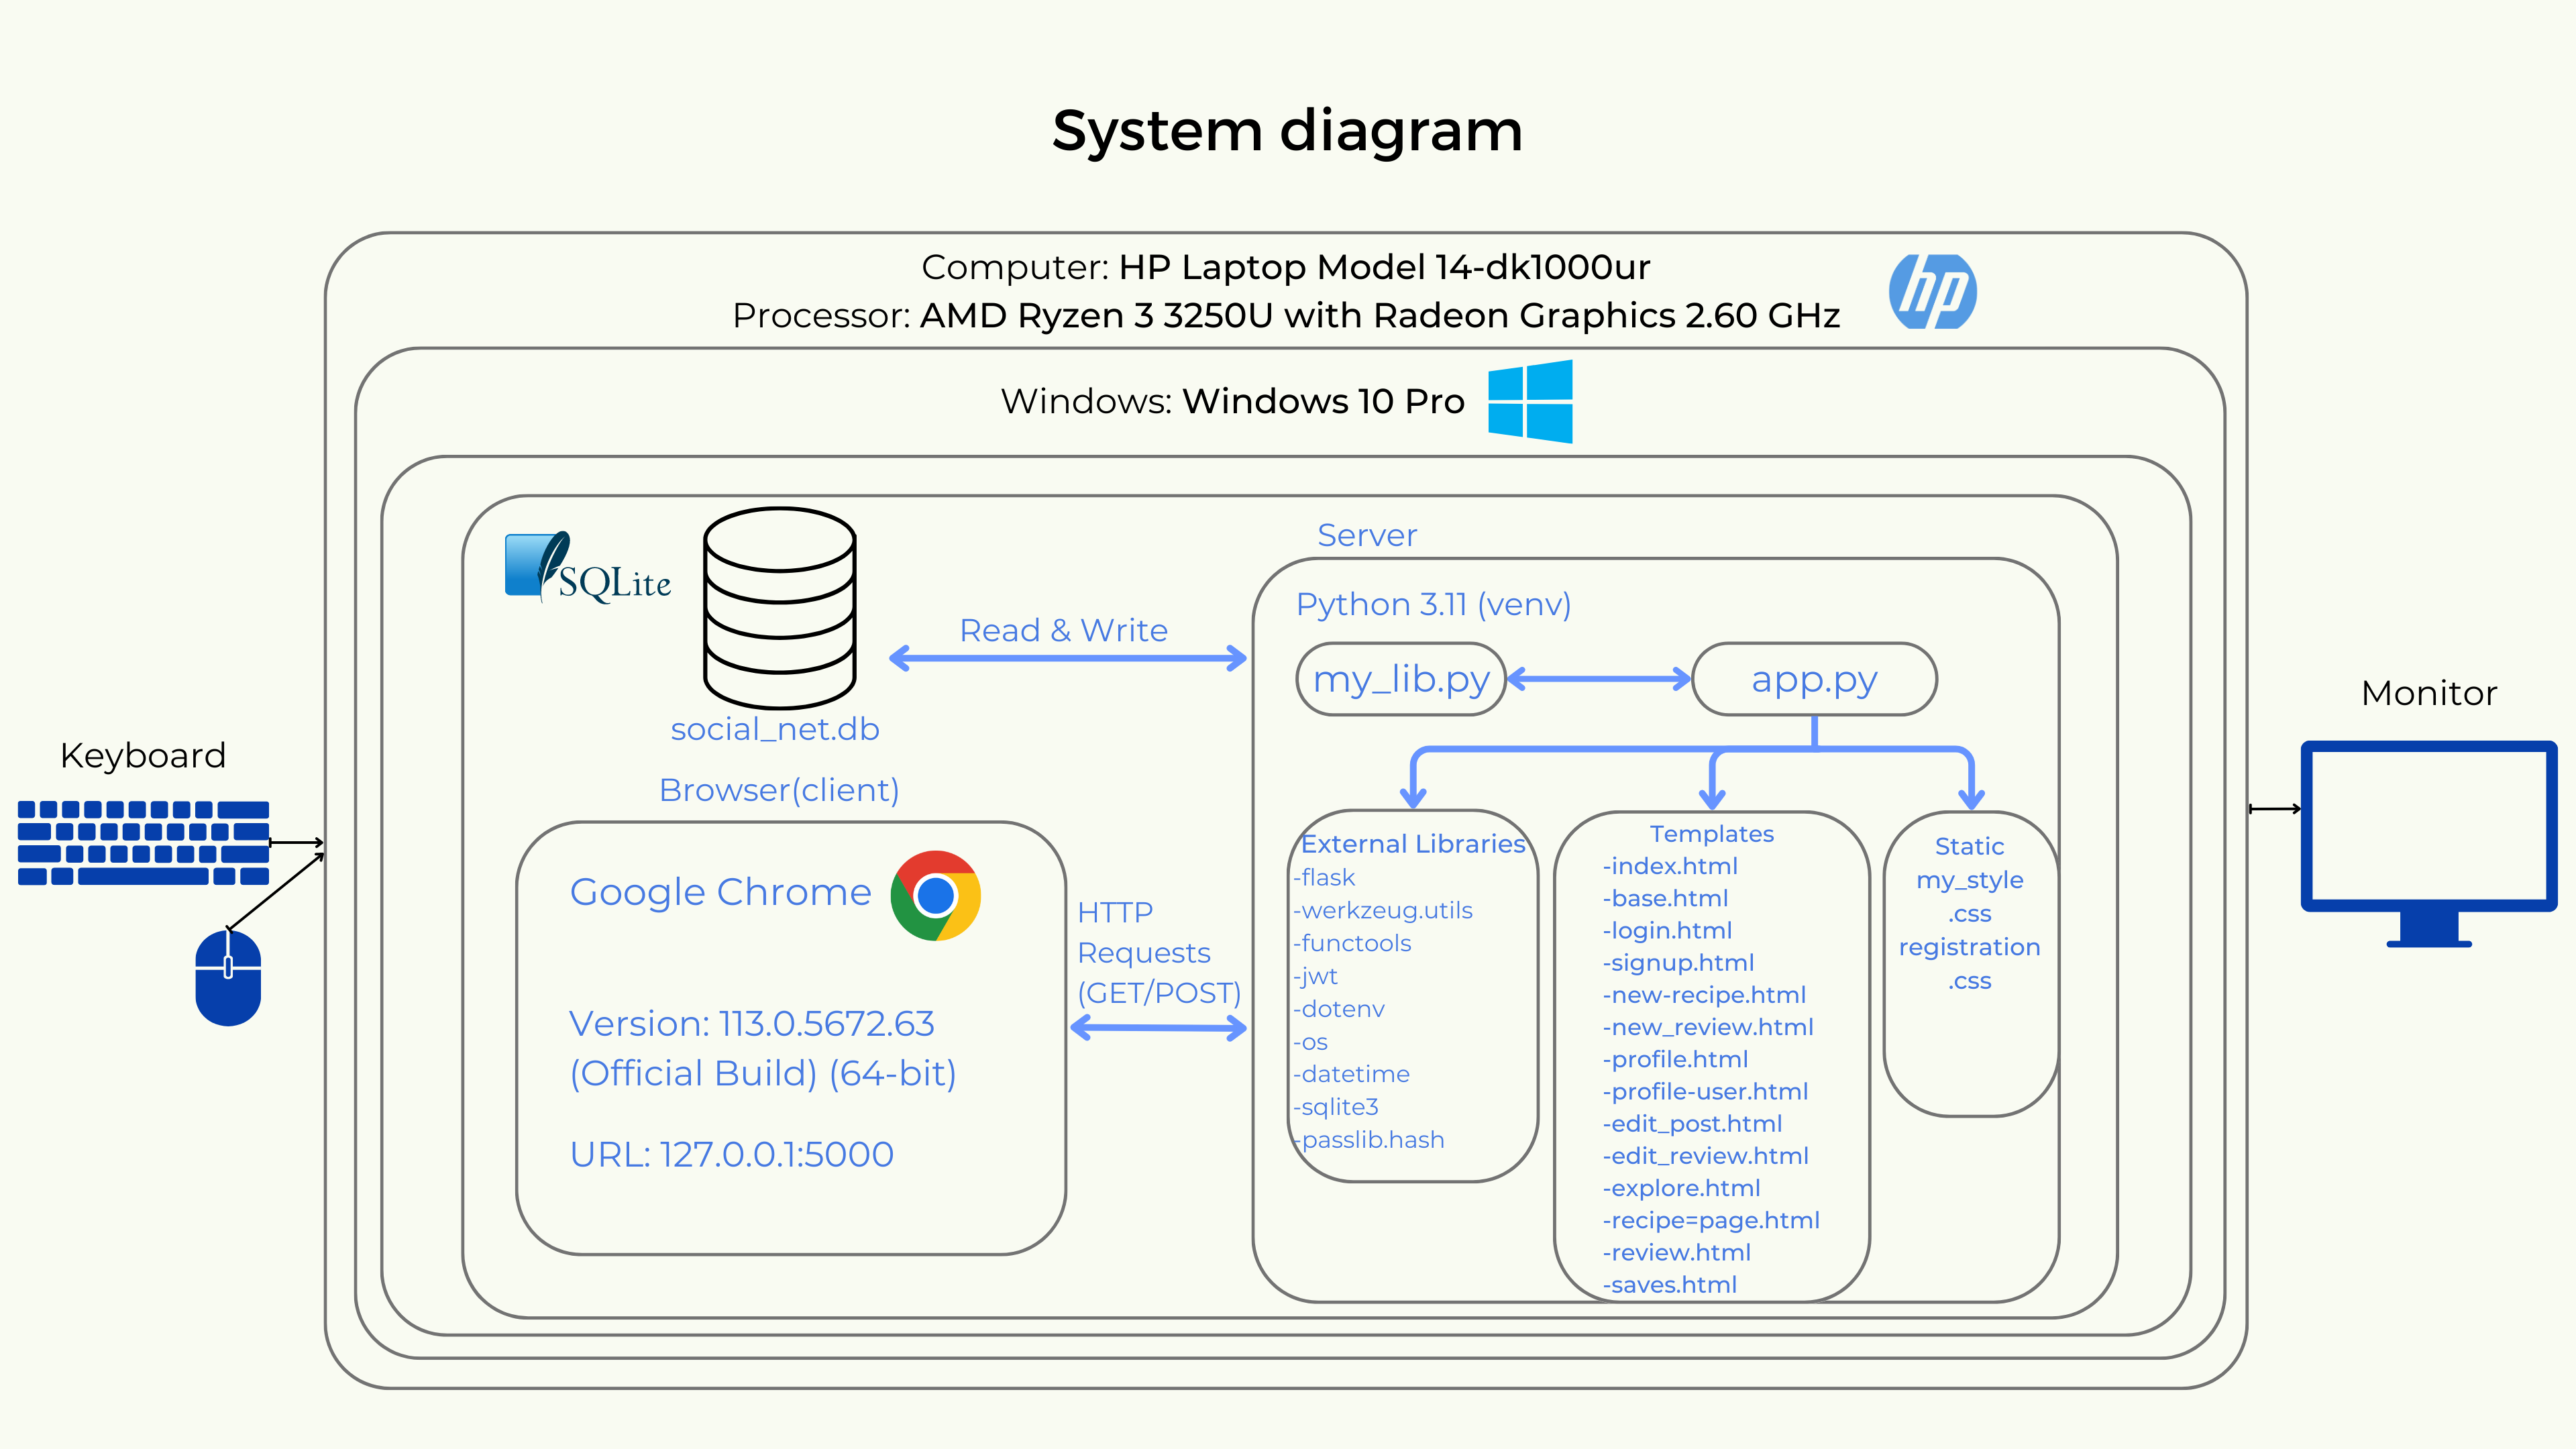 System diagram
Computer: HP Laptop Model 14-dk1000ur
hp
Processor: AMD Ryzen 3 3250U with Radeon Graphics 2.60 GHz
Windows: Windows 10 Pro
SQLite
social_net.db
Read & Write
Server
Python 3.11 (venv)
my_lib.py
app.py
Keyboard
Monitor
Browser(client)
Google Chrome
Version: 113.0.5672.63
(Official Build) (64-bit)
URL: 127.0.0.1:5000
HTTP
Requests
(GET/POST)
External Libraries
-flask
-werkzeug.utils
-functools
-jwt
-dotenv
-os
-datetime
-sqlite3
-passlib.hash
Templates
-index.html
-base.html
-login.html
-signup.html
-new-recipe.html
-new_review.html
-profile.html
-profile-user.html
-edit_post.html
-edit_review.html
-explore.html
-recipe=page.html
-review.html
-saves.html
Static
my_style
.css
registration
.css